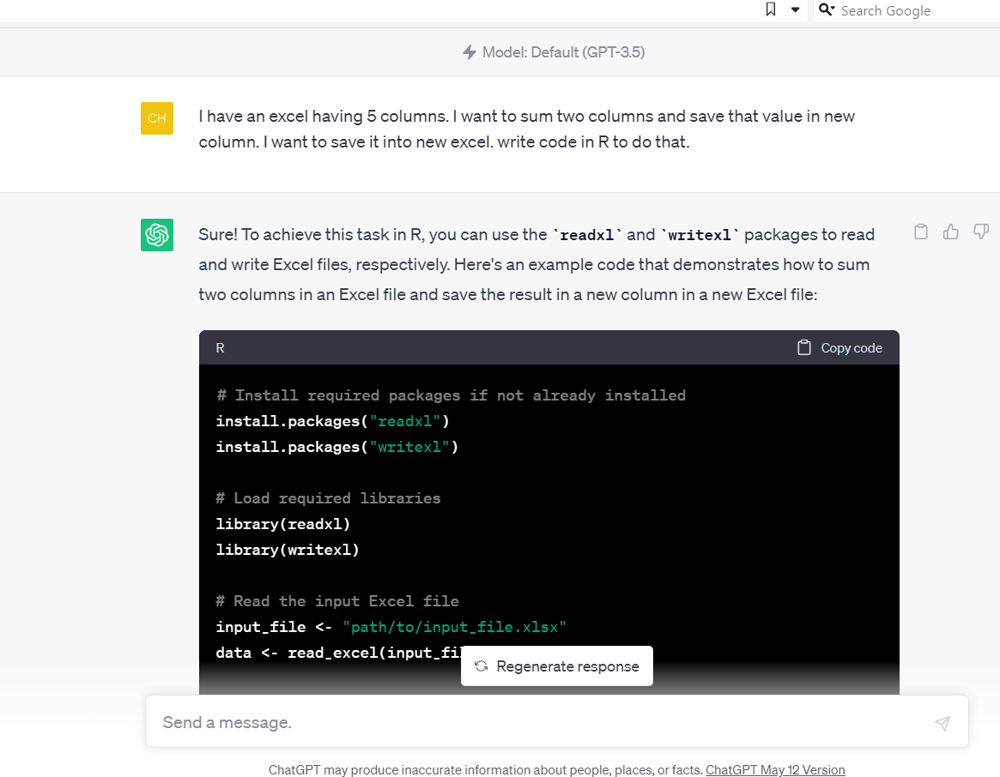 Search Google
Model: Default (GPT-3.5)
CH
I have an excel having 5 columns. I want to sum two columns and save that value in new
column. I want to save it into new excel. write code in R to do that.
Sure! To achieve this task in R, you can use the `readxl` and `writexl` packages to read
and write Excel files, respectively. Here's an example code that demonstrates how to sum
two columns in an Excel file and save the result in a new column in a new Excel file:
R
Copy code
# Install required packages if not already installed
install.packages("readxl")
install.packages("writexl")
# Load required libraries
library(readxl)
library(writexl)
# Read the input Excel file
input_file <- "path/to/input_file.xlsx"
data <- read_excel(input_fil
Regenerate response
Send a message.
ChatGPT may produce inaccurate information about people, places, or facts. ChatGPT May 12 Version